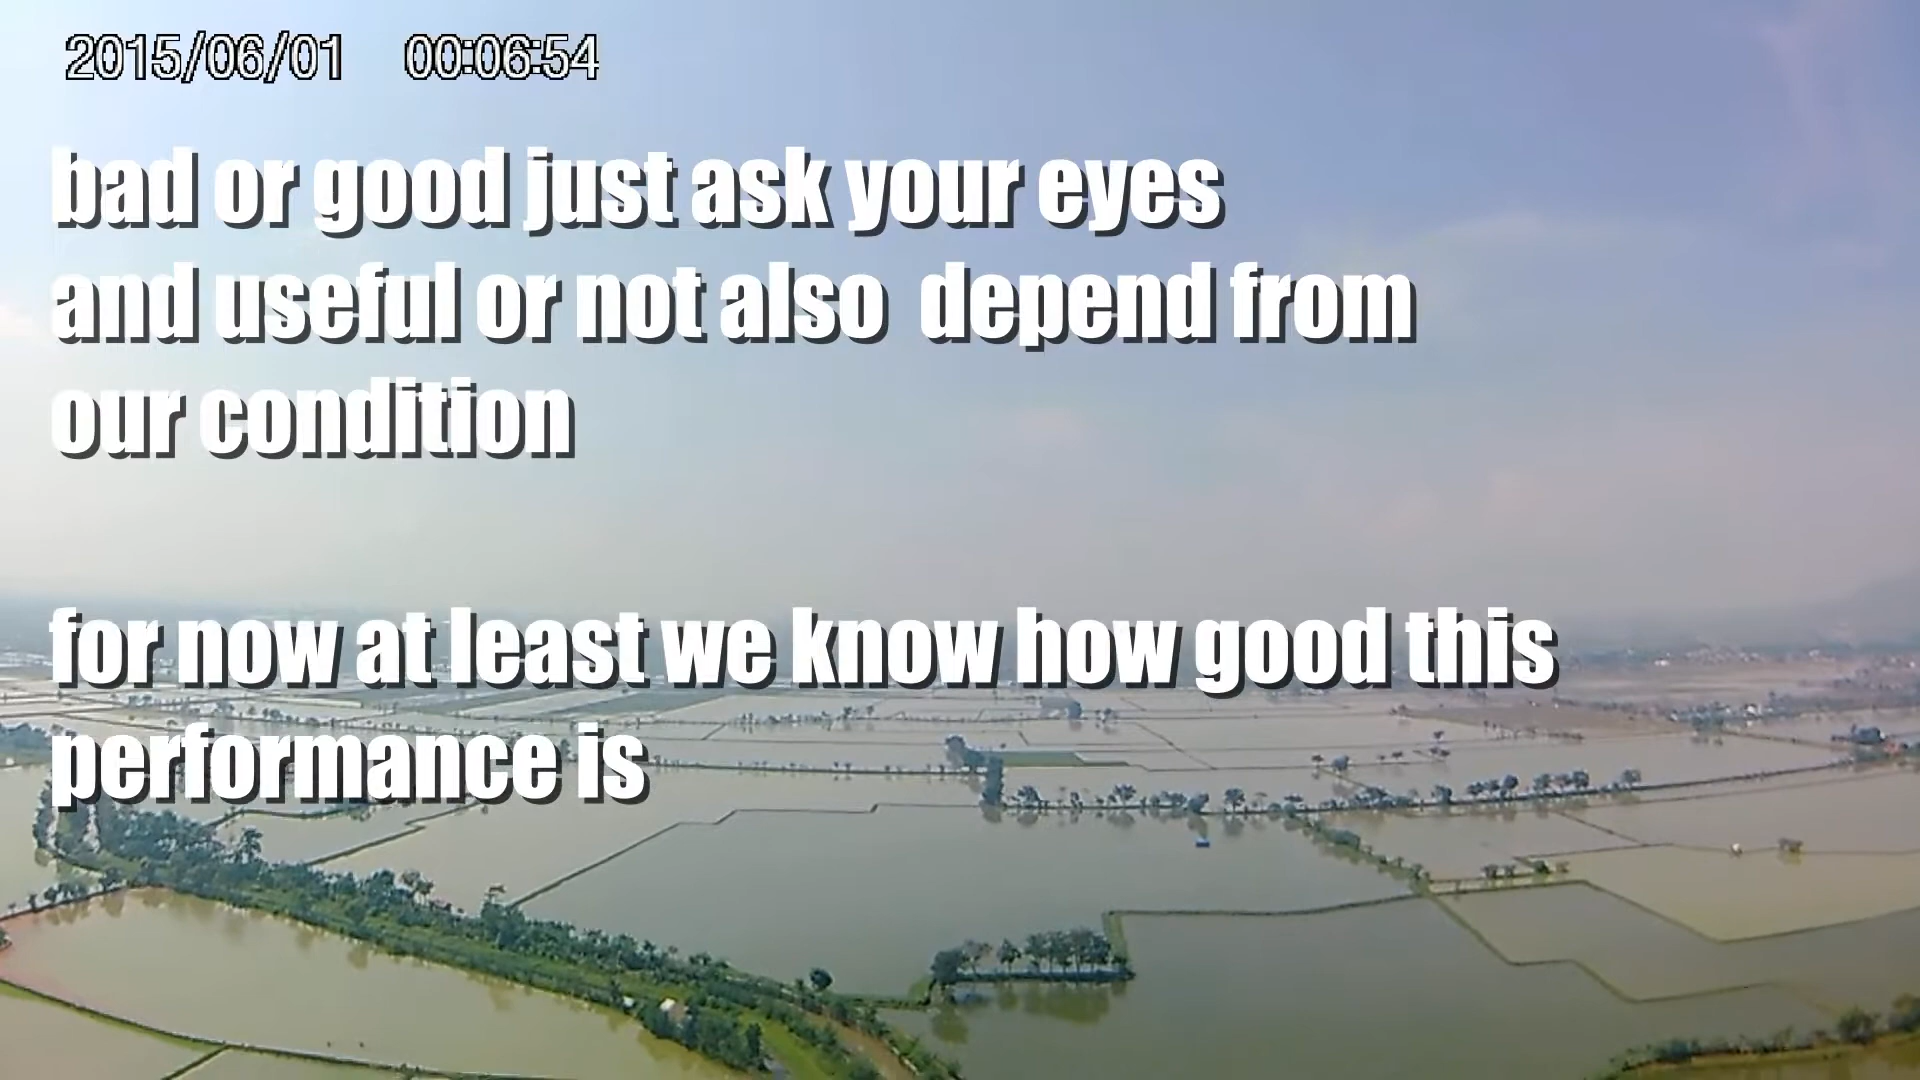 2015/06/01 00:06:54
bad or good just ask your eyes
and useful or not also depend from
our condition
for now at least we know how good this
performance is